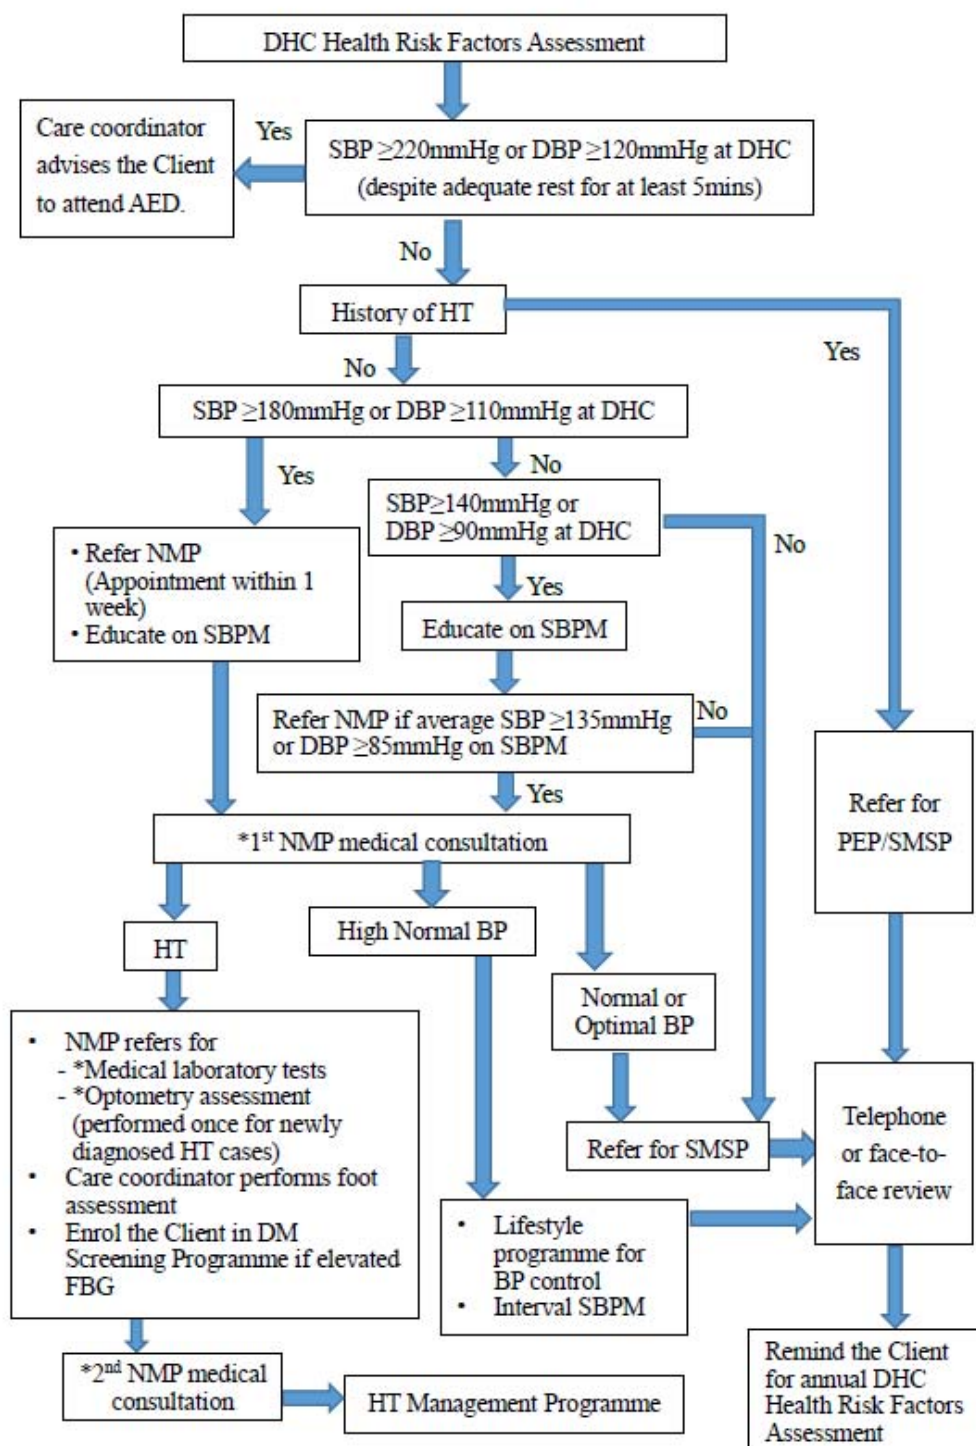 DHC Health Risk Factors Assessment
Care coordinator
advises the Client
to attend AED.
Yes
SBP ≥220mmHg or DBP ≥120mmHg at DHC
(despite adequate rest for at least 5mins)
No
History of HT
No
Yes
SBP ≥180mmHg or DBP ≥110mmHg at DHC
Yes
No
SBP≥140mmHg or
DBP ≥90mmHg at DHC
No
• Refer NMP
(Appointment within 1
week)
• Educate on SBPM
Yes
Educate on SBPM
Refer NMP if average SBP ≥135mmHg
or DBP ≥85mmHg on SBPM
No
Yes
Refer for
PEP/SMSP
*1st NMP medical consultation
HT
High Normal BP
Normal or
Optimal BP
• NMP refers for
- *Medical laboratory tests
- *Optometry assessment
(performed once for newly
diagnosed HT cases)
• Care coordinator performs foot
assessment
• Enrol the Client in DM
Screening Programme if elevated
FBG
Refer for SMSP
Telephone
or face-to-
face review
• Lifestyle
programme for
BP control
• Interval SBPM
*2nd NMP medical
consultation
HT Management Programme
Remind the Client
for annual DHC
Health Risk Factors
Assessment